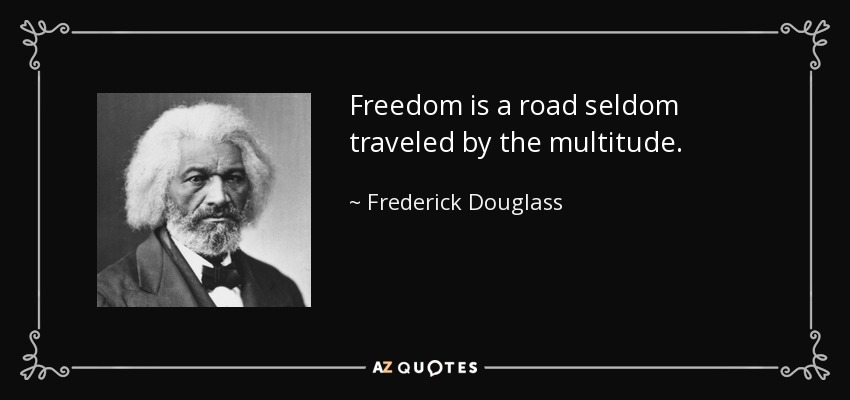 Freedom is a road seldom
traveled by the multitude.
~ Frederick Douglass
AZ QUOTES